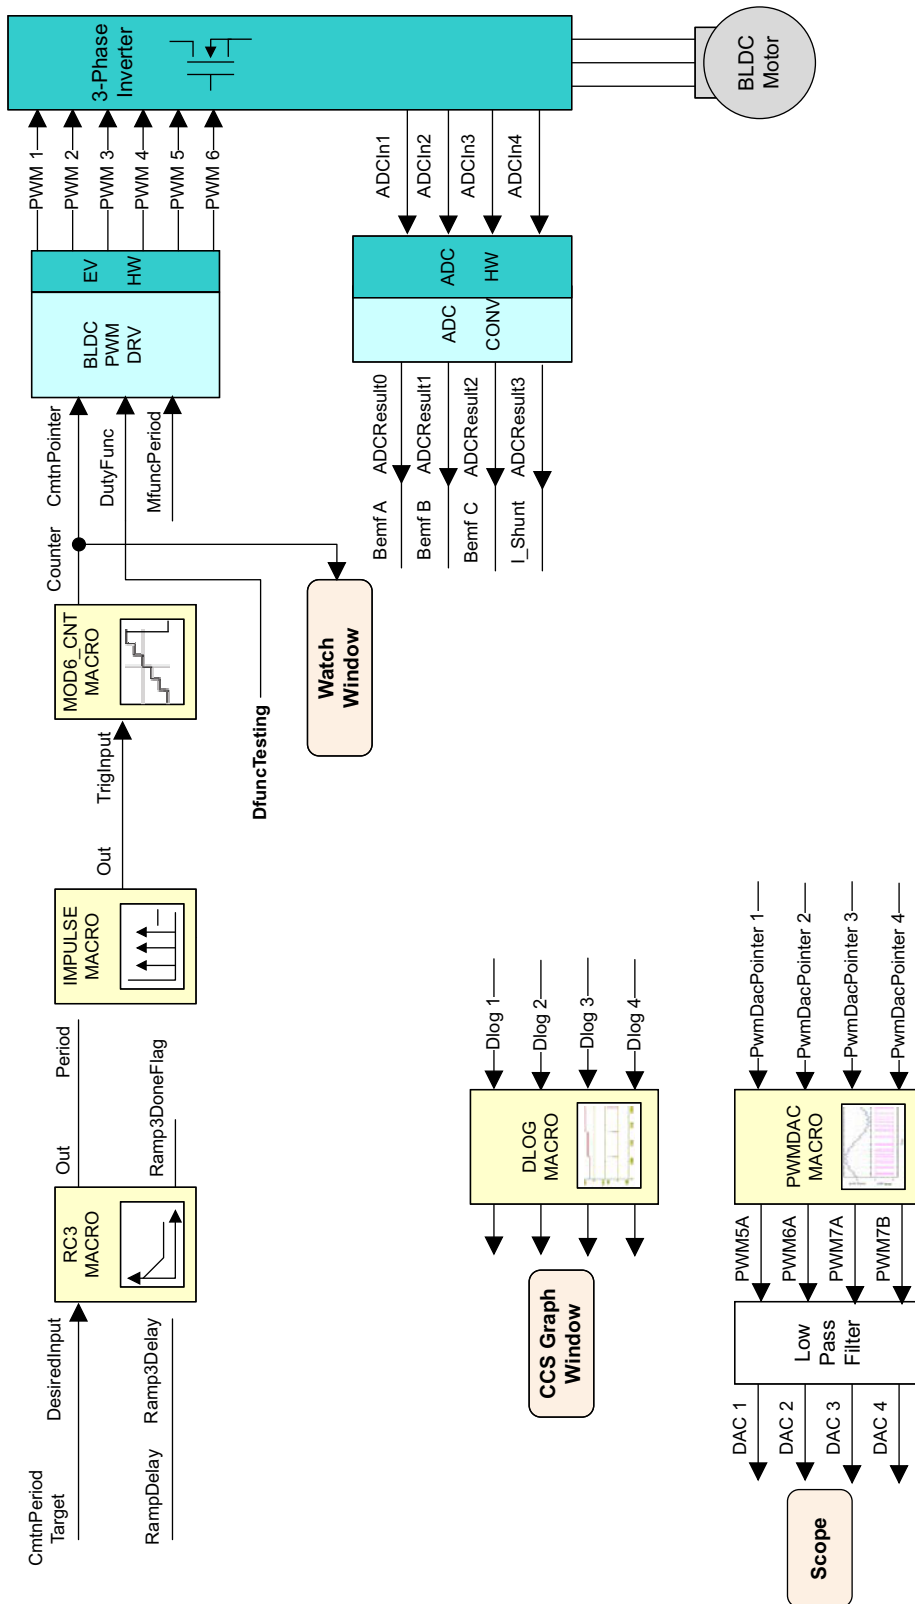 CmtnPeriod
Target
DesiredInput
RampDelay
Ramp3Delay
RC3
MACRO
Out
Period
Ramp3DoneFlag
IMPULSE
MACRO
Out
TrigInput
MOD6_CNT
MACRO
Counter
CmtnPointer
DutyFunc
MfuncPeriod
DfuncTesting
BLDC
PWM
DRV
EV
HW
PWM 1
PWM 2
PWM 3
PWM 4
PWM 5
PWM 6
3-Phase
Inverter
Watch
Window
Bemf A
Bemf B
Bemf C
I_Shunt
ADCResult0
ADCResult1
ADCResult2
ADCResult3
ADC
CONV
ADC
HW
ADCIn1
ADCIn2
ADCIn3
ADCIn4
BLDC
Motor
CCS Graph
Window
DLOG
MACRO
Dlog 1
Dlog 2
Dlog 3
Dlog 4
Scope
DAC 1
DAC 2
DAC 3
DAC 4
Low
Pass
Filter
PWM5A
PWM6A
PWM7A
PWM7B
PWMDAC
MACRO
PwmDacPointer 1
PwmDacPointer 2
PwmDacPointer 3
PwmDacPointer 4